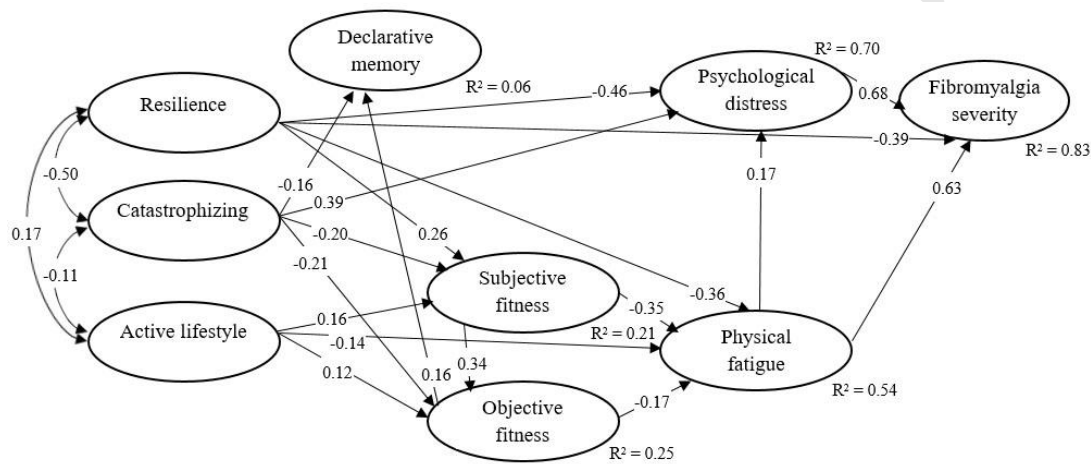 Declarative
memory
R² = 0.06
R² = 0.70
Psychological
distress
0.68
Fibromyalgia
severity
R² = 0.83
Resilience
-0.46
-0.39
-0.50
-0.16
0.39
0.17
0.63
Catastrophizing
0.17
-0.20
0.26
-0.21
-0.11
Subjective
fitness
-0.35
-0.36
R² = 0.21
Active lifestyle
0.16
-0.14
0.12
0.34
0.16
Physical
fatigue
R² = 0.54
Objective
fitness
-0.17
R² = 0.25